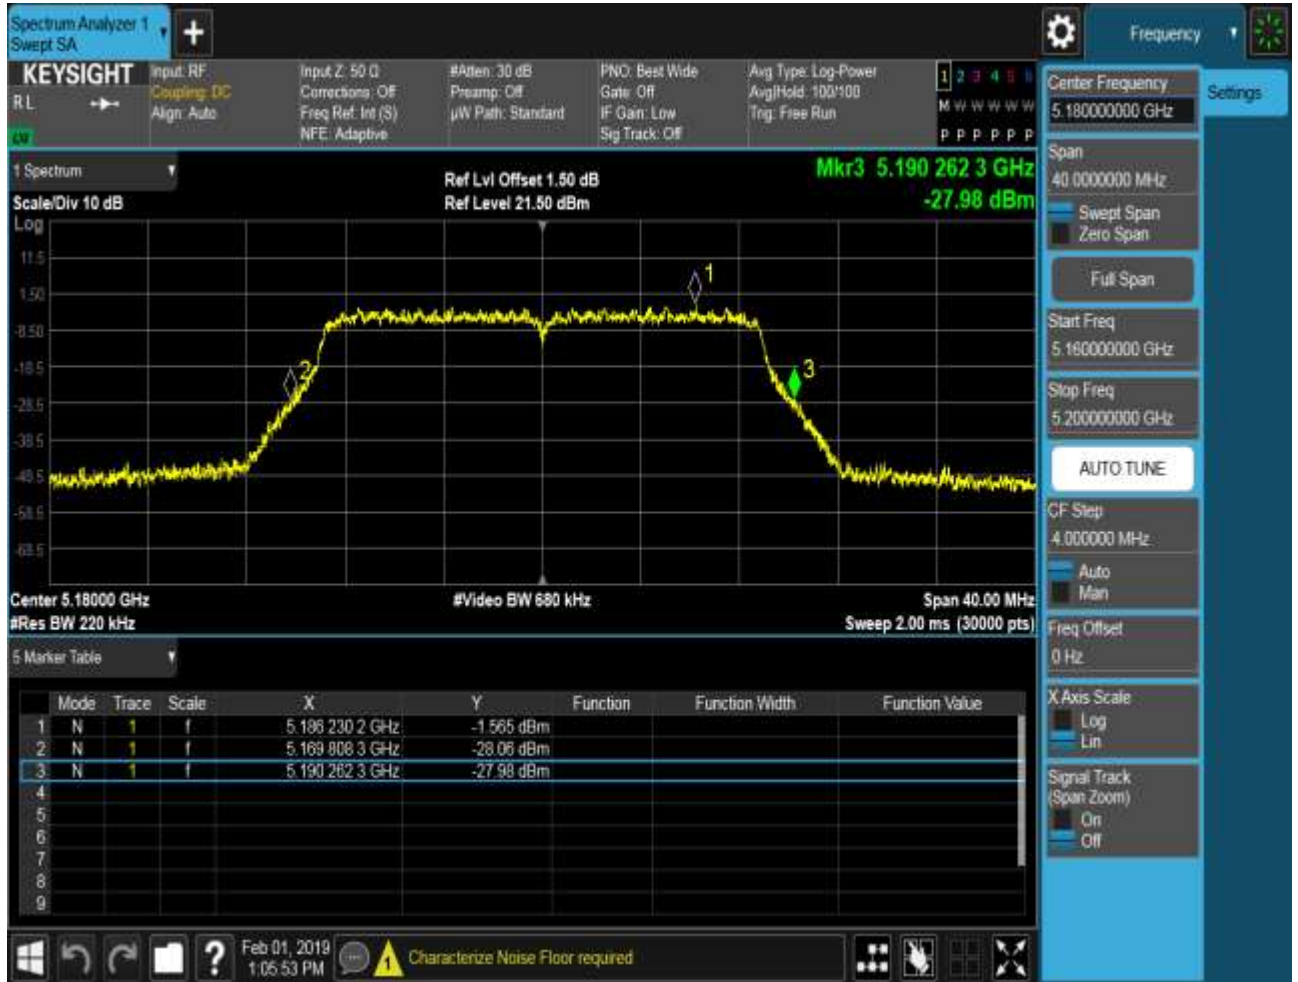 Spectrum Analyzer 1
Swept SA
+
Frequency
KEYSIGHT
R L
Input: RF
Coupling: DC
Align: Auto
Input Z: 50 Ω
Corrections: Off
Freq Ref: Int (S)
NFE: Adaptive
#Atten: 30 dB
Preamp: Off
µW Path: Standard
PNO: Best Wide
Gate: Off
IF Gain: Low
Sig Track: Off
Avg Type: Log-Power
Avg|Hold: 100/100
Trig: Free Run
1 2 3 4 5 6
M W W W W W
P P P P P P
1 Spectrum
Scale/Div 10 dB
Log
Ref Lvl Offset 1.50 dB
Ref Level 21.50 dBm
Mkr3 5.190 262 3 GHz
-27.98 dBm
11.5
1.50
-8.50
-18.5
-28.5
-38.5
-48.5
-58.5
-68.5
1
2
3
Center 5.18000 GHz
#Video BW 680 kHz
Span 40.00 MHz
#Res BW 220 kHz
Sweep 2.00 ms (30000 pts)
5 Marker Table
Mode Trace Scale X Y Function Function Width Function Value
1 N 1 f 5.186 230 2 GHz -1.565 dBm
2 N 1 f 5.169 808 3 GHz -28.06 dBm
3 N 1 f 5.190 262 3 GHz -27.98 dBm
4
5
6
7
8
9
Center Frequency
5.180000000 GHz
Settings
Span
40.0000000 MHz
Swept Span
Zero Span
Full Span
Start Freq
5.160000000 GHz
Stop Freq
5.200000000 GHz
AUTO TUNE
CF Step
4.000000 MHz
Auto
Man
Freq Offset
0 Hz
X Axis Scale
Log
Lin
Signal Track
(Span Zoom)
On
Off
?
Feb 01, 2019
1:05:53 PM
1
Characterize Noise Floor required